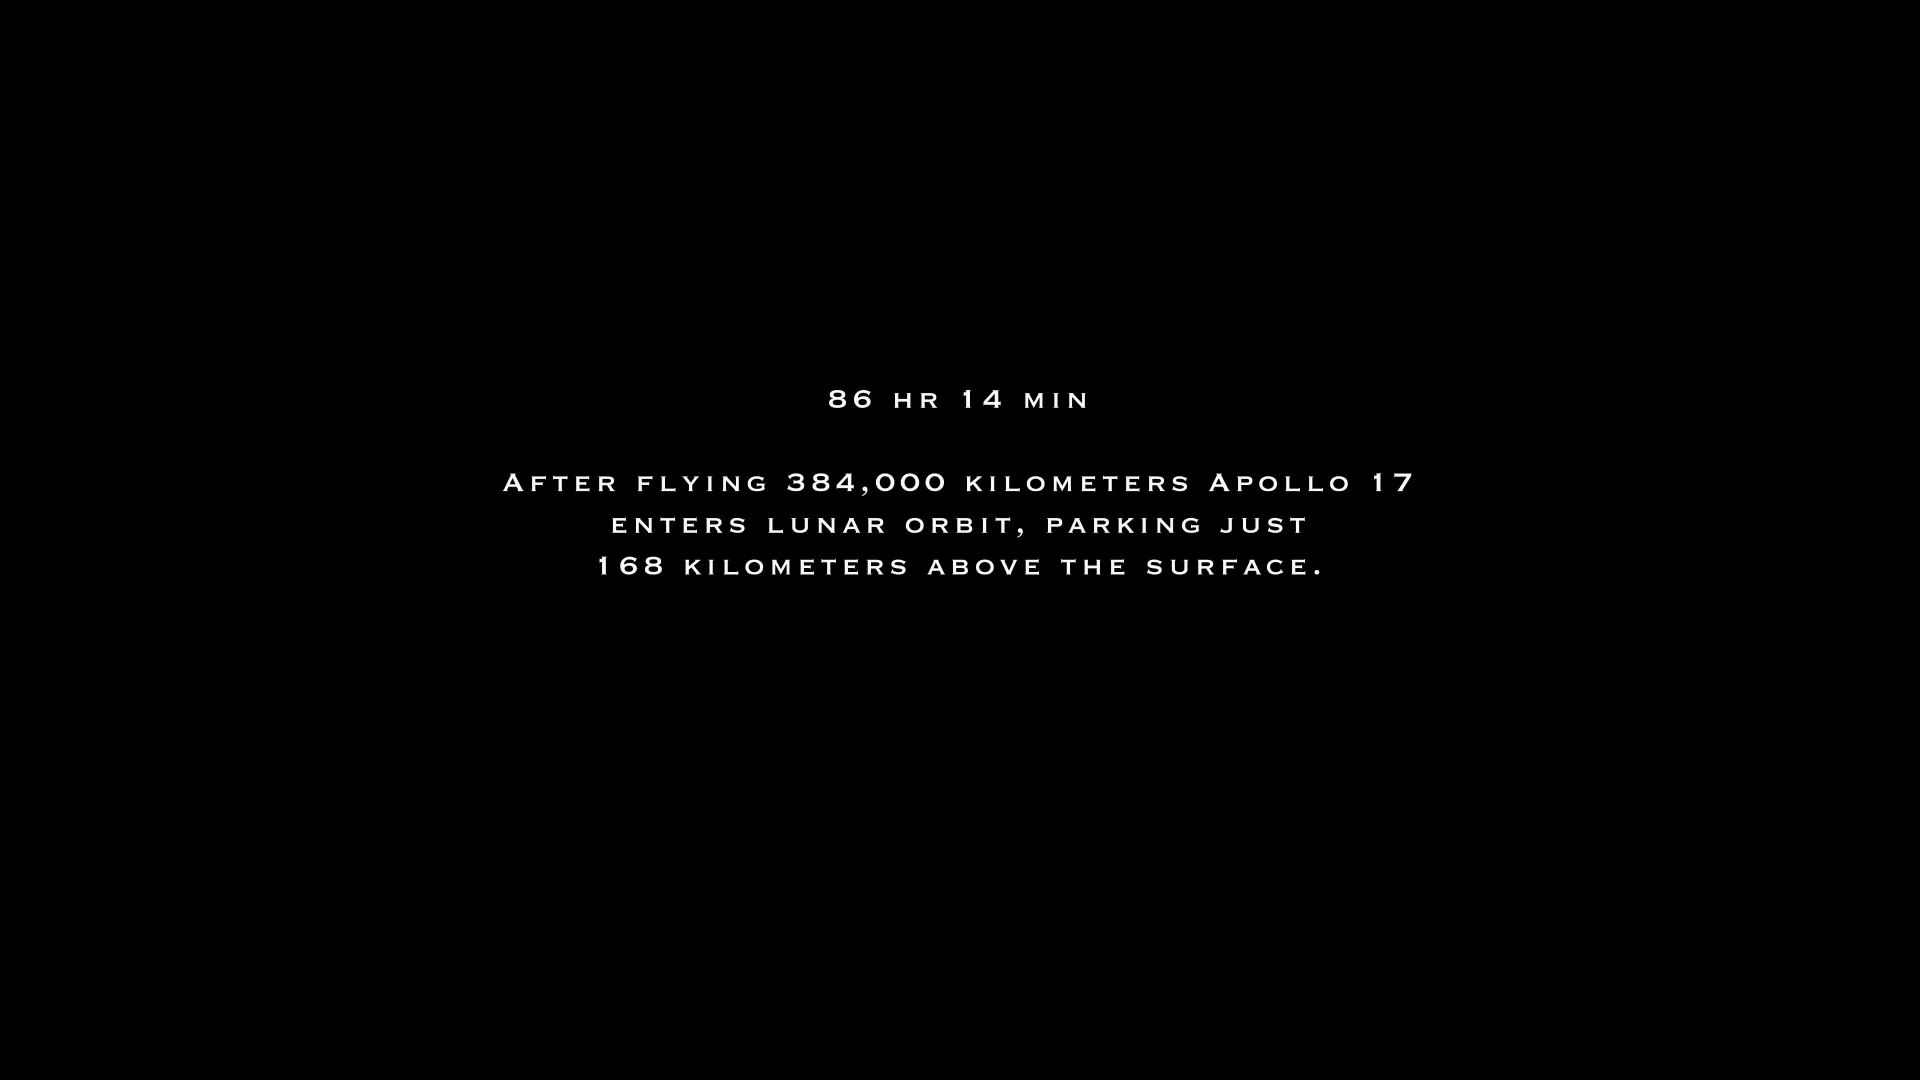 86 HR 14 MIN
AFTER FLYING 384,000 KILOMETERS APOLLO 17
ENTERS LUNAR ORBIT, PARKING JUST
168 KILOMETERS ABOVE THE SURFACE.